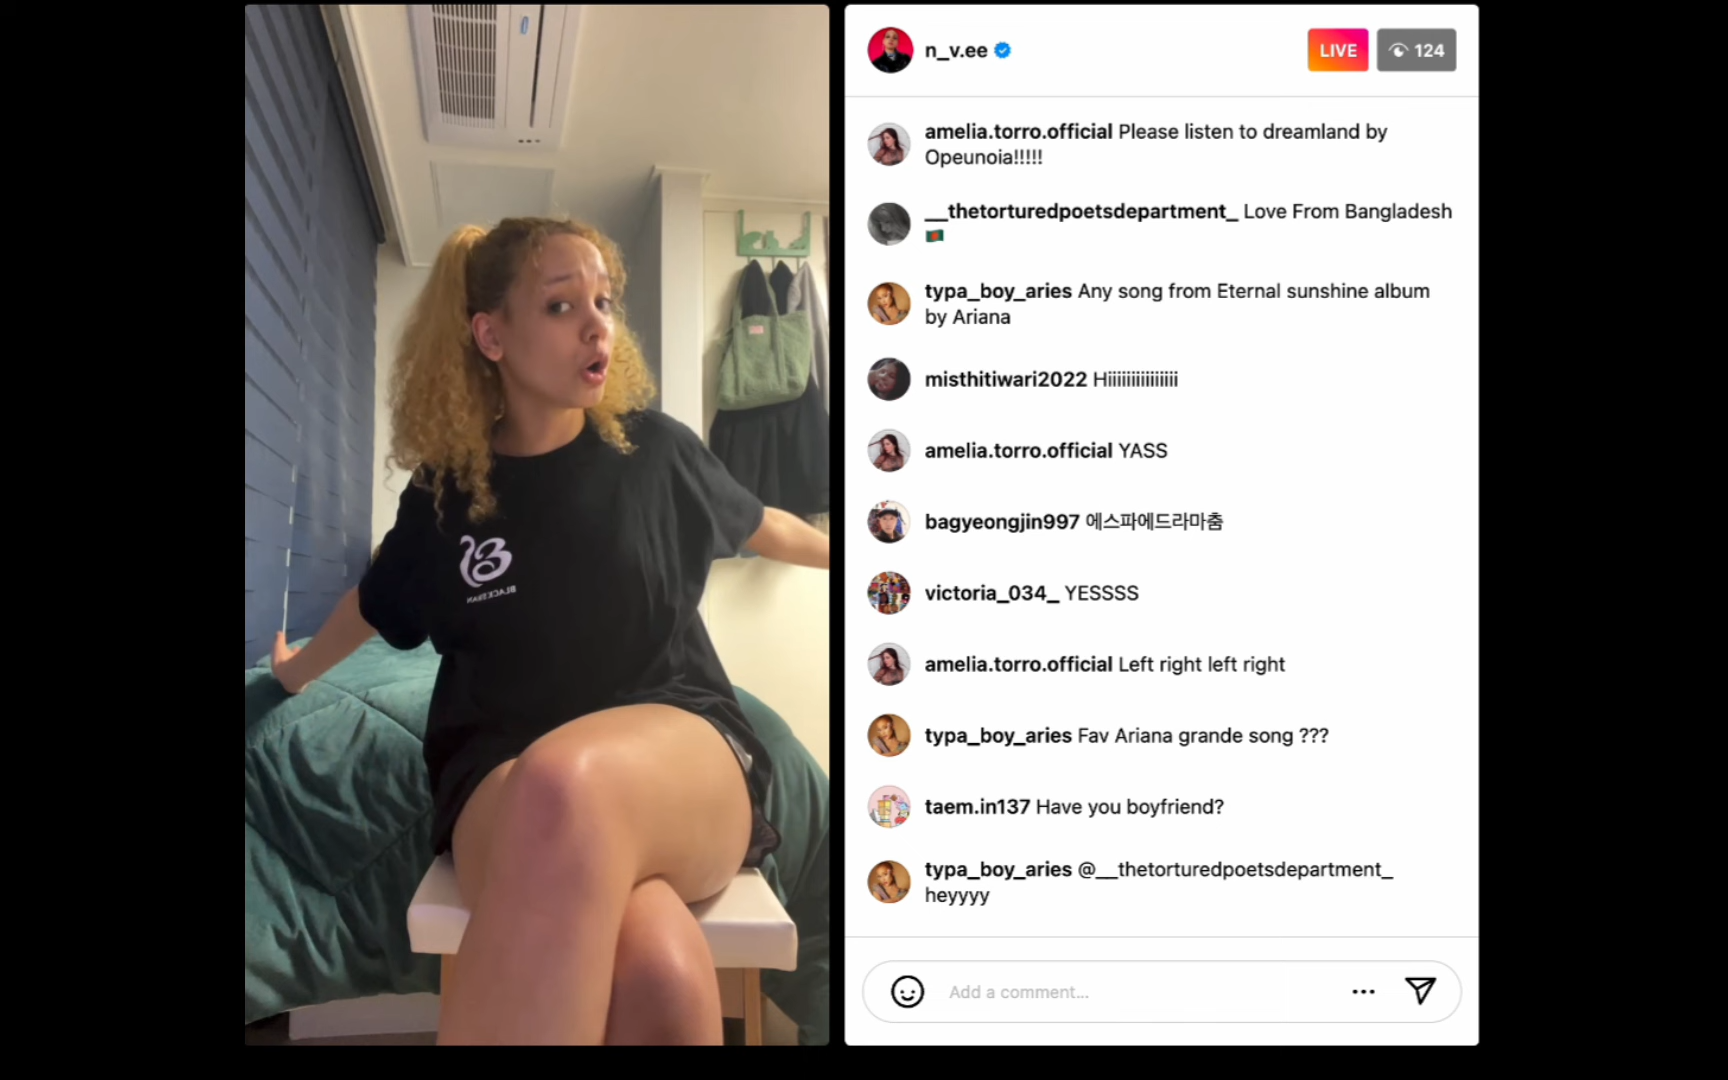 n_v.ee
LIVE
124
amelia.torro.official Please listen to dreamland by
Opeunoia!!!!!
__thetorturedpoetsdepartment_ Love From Bangladesh
🇧🇩
typa_boy_aries Any song from Eternal sunshine album
by Ariana
misthitiwari2022 Hiiiiiiiiiiiiiii
amelia.torro.official YASS
bagyeongjin997 에스파에드라마춤
victoria_034_ YESSSS
amelia.torro.official Left right left right
typa_boy_aries Fav Ariana grande song ???
taem.in137 Have you boyfriend?
typa_boy_aries @__thetorturedpoetsdepartment_
heyyyy
Add a comment...